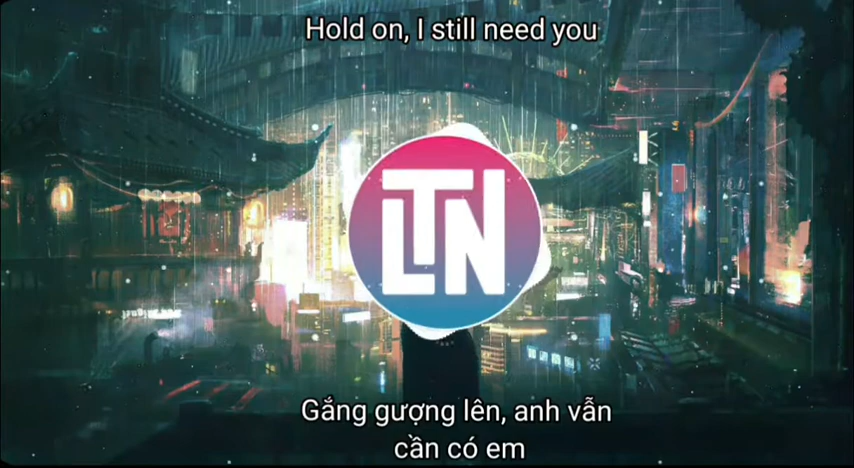 Hold on, I still need you
LTN
Gắng gượng lên, anh vẫn
cần có em